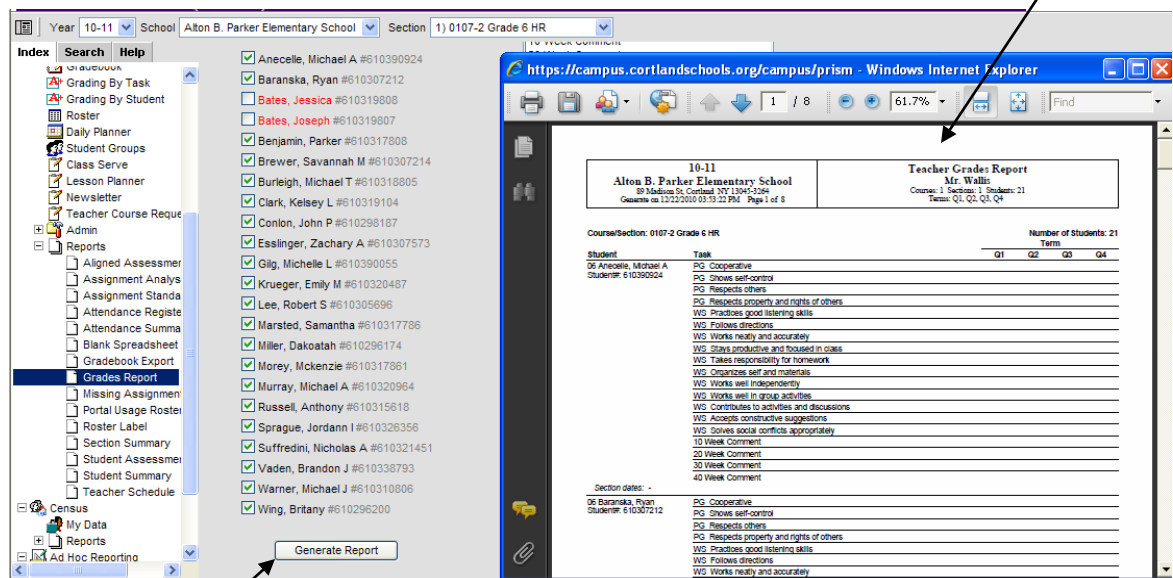 Year 10-11 School Alton B. Parker Elementary School Section 1) 0107-2 Grade 6 HR
Index Search Help
Gradebook
Grading By Task
Grading By Student
Roster
Daily Planner
Student Groups
Class Serve
Lesson Planner
Newsletter
Teacher Course Reque
Admin
Reports
Aligned Assessmer
Assignment Analys
Assignment Standa
Attendance Registe
Attendance Summa
Blank Spreadsheet
Gradebook Export
Grades Report
Missing Assignmen
Portal Usage Roster
Roster Label
Section Summary
Student Assessmer
Student Summary
Teacher Schedule
Census
My Data
Reports
Ad Hoc Reporting
Anecelle, Michael A #610390924
Baranska, Ryan #610307212
Bates, Jessica #610319808
Bates, Joseph #610319807
Benjamin, Parker #610317808
Brewer, Savannah M #610307214
Burleigh, Michael T #610318805
Clark, Kelsey L #610319104
Conlon, John P #610298187
Esslinger, Zachary A #610307573
Gilg, Michelle L #610390055
Krueger, Emily M #610320487
Lee, Robert S #610305696
Marsted, Samantha #610317786
Miller, Dakoatah #610296174
Morey, Mckenzie #610317861
Murray, Michael A #610320964
Russell, Anthony #610315618
Sprague, Jordann I #610326356
Suffredini, Nicholas A #610321451
Vaden, Brandon J #610338793
Warner, Michael J #610310806
Wing, Britany #610296200
Generate Report
10 Week Comment
https://campus.cortlandschools.org/campus/prism - Windows Internet Explorer
1 / 8 61.7% Find
10-11
Alton B. Parker Elementary School
89 Madison St, Cortland NY 13045-3264
Generate on 12/22/2010 03:53:22 PM Page 1 of 8
Teacher Grades Report
Mr. Wallis
Courses: 1 Sections: 1 Students: 21
Terms: Q1, Q2, Q3, Q4
Course/Section: 0107-2 Grade 6 HR Number of Students: 21
Term
Student Task Q1 Q2 Q3 Q4
06 Anecelle, Michael A PG Cooperative
Student#: 610390924 PG Shows self-control
PG Respects others
PG Respects property and rights of others
WS Practices good listening skills
WS Follows directions
WS Works neatly and accurately
WS Stays productive and focused in class
WS Takes responsibility for homework
WS Organizes self and materials
WS Works well independently
WS Works well in group activities
WS Contributes to activities and discussions
WS Accepts constructive suggestions
WS Solves social conflicts appropriately
10 Week Comment
20 Week Comment
30 Week Comment
40 Week Comment
Section dates: -
06 Baranska, Ryan PG Cooperative
Student#: 610307212 PG Shows self-control
PG Respects others
PG Respects property and rights of others
WS Practices good listening skills
WS Follows directions
WS Works neatly and accurately